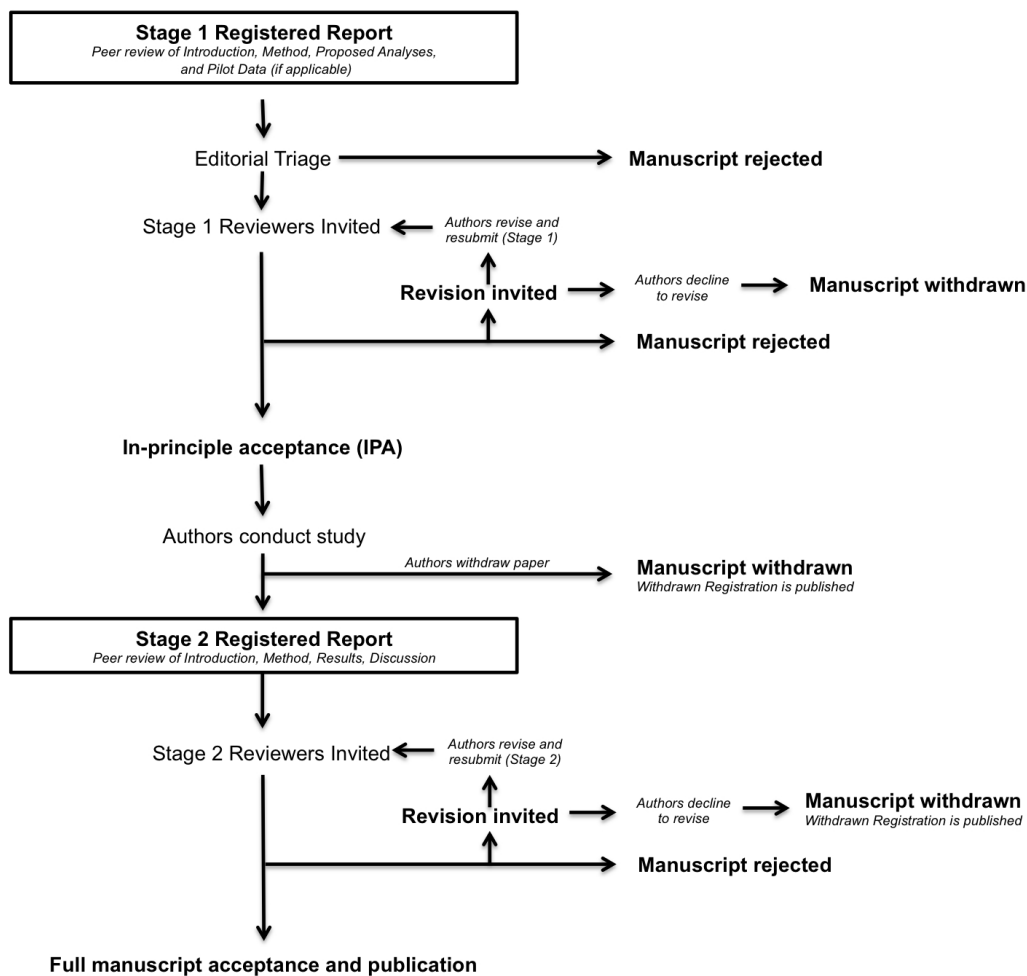 Stage 1 Registered Report
Peer review of Introduction, Method, Proposed Analyses,
and Pilot Data (if applicable)
Editorial Triage
Manuscript rejected
Stage 1 Reviewers Invited
Authors revise and
resubmit (Stage 1)
Revision invited
Authors decline
to revise
Manuscript withdrawn
Manuscript rejected
In-principle acceptance (IPA)
Authors conduct study
Authors withdraw paper
Manuscript withdrawn
Withdrawn Registration is published
Stage 2 Registered Report
Peer review of Introduction, Method, Results, Discussion
Stage 2 Reviewers Invited
Authors revise and
resubmit (Stage 2)
Revision invited
Authors decline
to revise
Manuscript withdrawn
Withdrawn Registration is published
Manuscript rejected
Full manuscript acceptance and publication